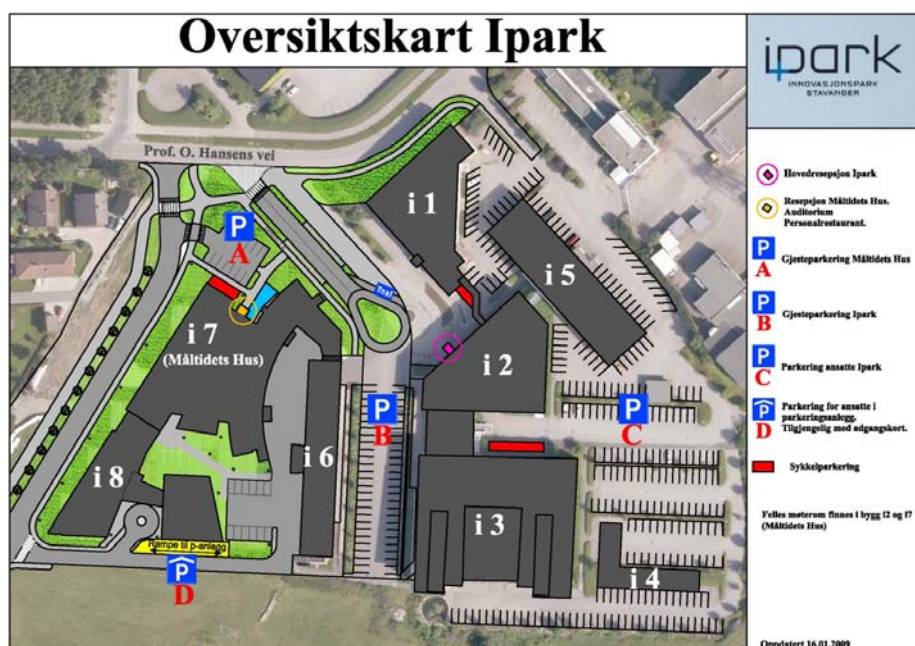 Oversiktskart Ipark
ipark
INNOVASJONSPARK
STAVANGER
Prof. O. Hansens vei
P
A
i 1
Taxi
i 5
i 7
(Måltidets Hus)
i 2
P
B
P
C
i 6
i 8
i 3
i 4
Rampe til p-anlegg
P
D
Hovedresepsjon Ipark
Resepsjon Måltidets Hus.
Auditorium
Personalrestaurant.
P
A
Gjesteparkering Måltidets Hus
P
B
Gjesteparkering Ipark
P
C
Parkering ansatte Ipark
P
D
Parkering for ansatte i
parkeringsanlegg.
Tilgjengelig med adgangskort.
Sykkelparkering
Felles møterom finnes i bygg i2 og i7
(Måltidets Hus)
Oppdatert 16.01.2009